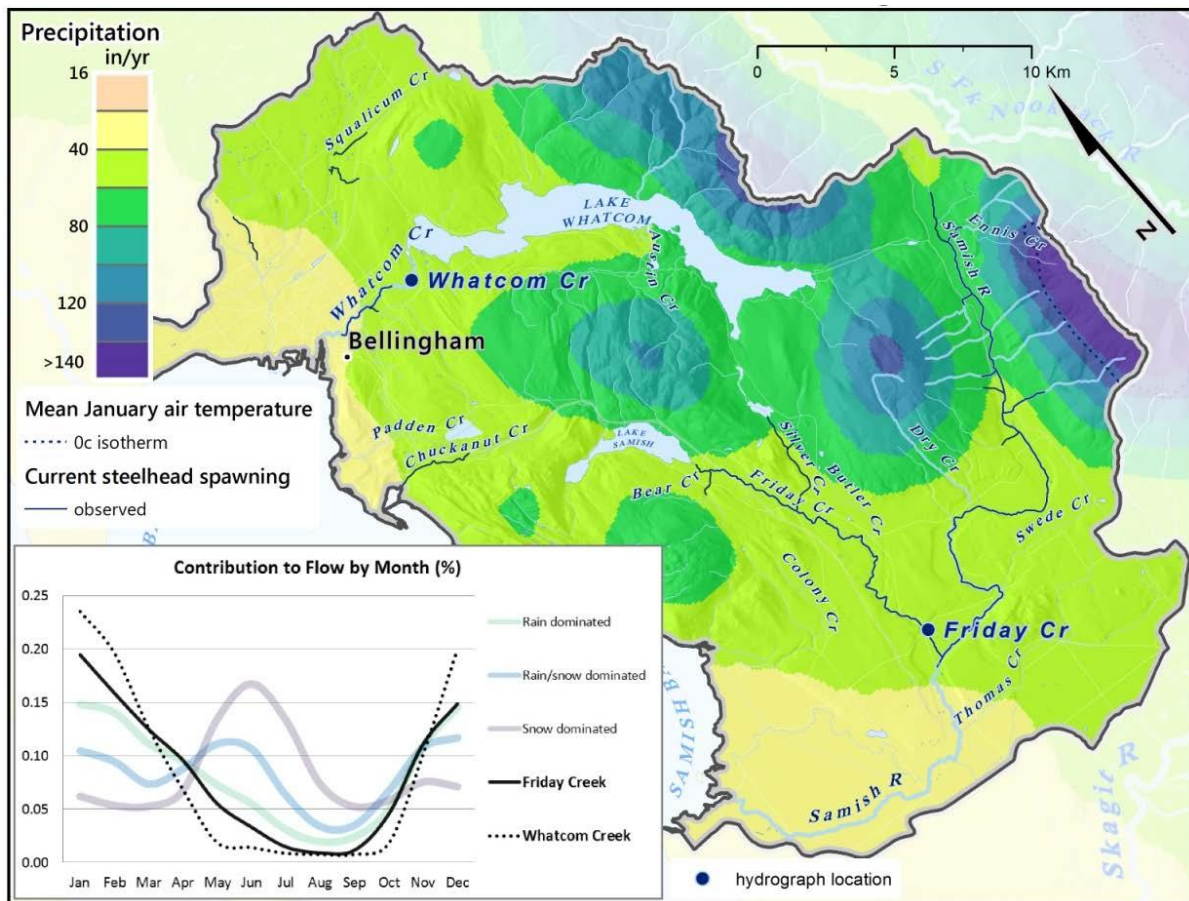 Precipitation
in/yr
16
40
80
120
>140
Mean January air temperature
0c isotherm
Current steelhead spawning
observed
0 5 10 Km
N
S Fk Nooksack R
Squalicum Cr
LAKE
WHATCOM
Whatcom Cr
Whatcom Cr
Bellingham
Austin Cr
Samish R
Ennis Cr
Padden Cr
Chuckanut Cr
LAKE
SAMISH
Bear Cr
Friday Cr
Silver Cr
Butler Cr
Dry Cr
Swede Cr
Colony Cr
Friday Cr
Thomas Cr
SAMISH
Samish R
Skagit R
hydrograph location
Contribution to Flow by Month (%)
0.25
0.20
0.15
0.10
0.05
0.00
Jan Feb Mar Apr May Jun Jul Aug Sep Oct Nov Dec
Rain dominated
Rain/snow dominated
Snow dominated
Friday Creek
Whatcom Creek